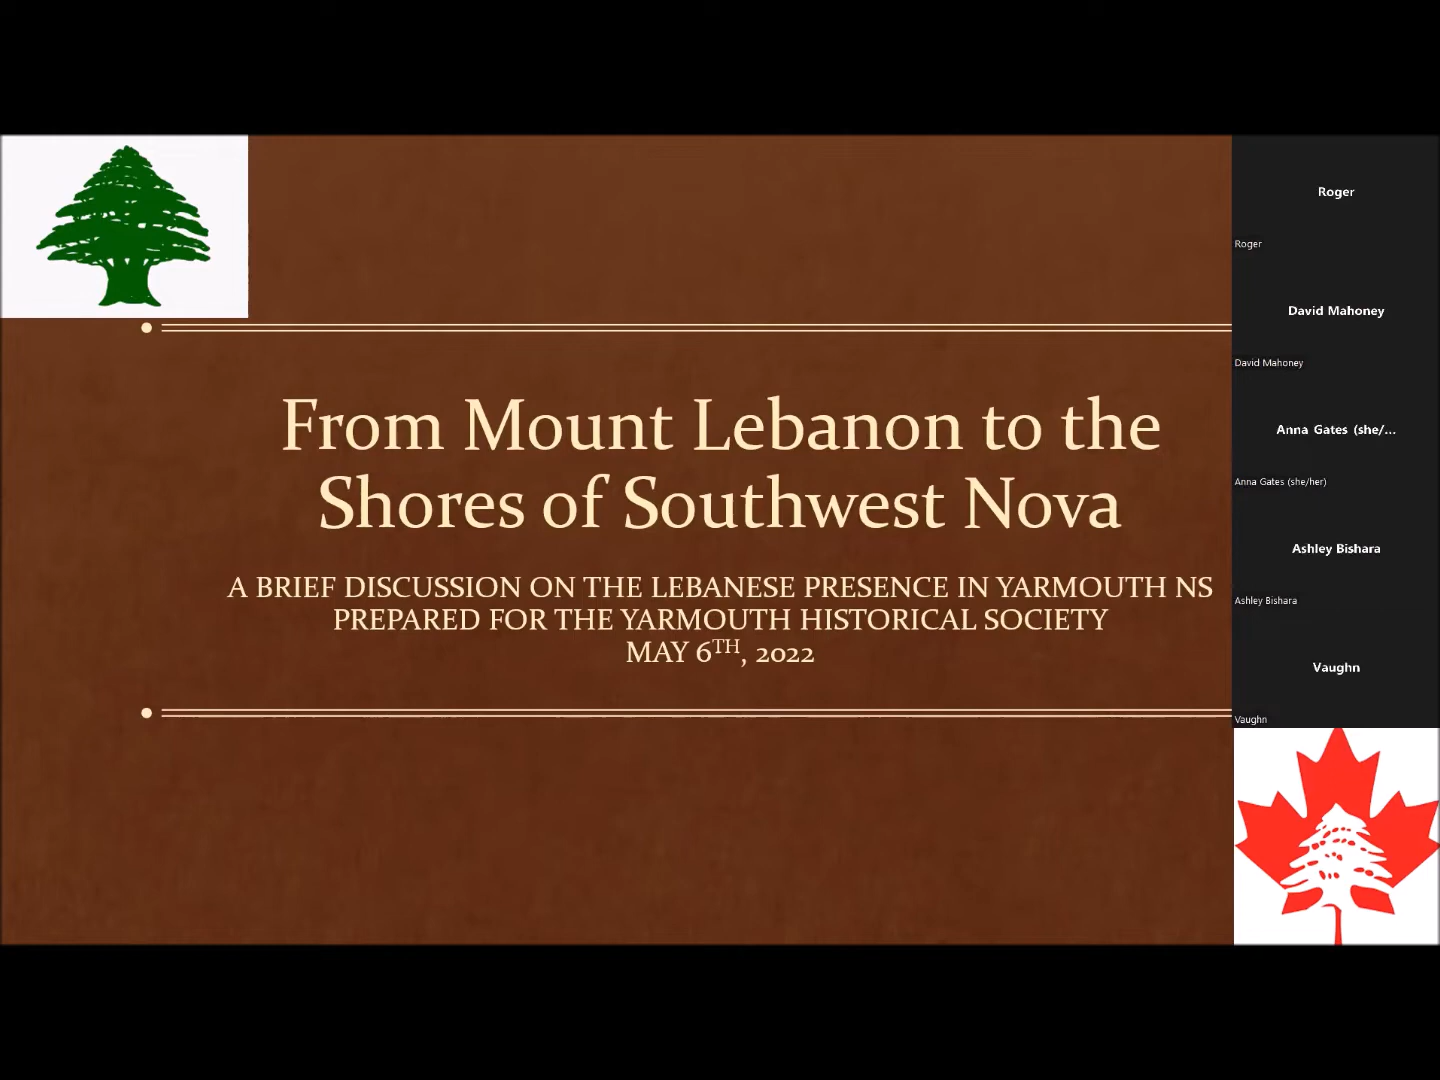 From Mount Lebanon to the
Shores of Southwest Nova
A BRIEF DISCUSSION ON THE LEBANESE PRESENCE IN YARMOUTH NS
PREPARED FOR THE YARMOUTH HISTORICAL SOCIETY
MAY 6TH, 2022
Roger
Roger
David Mahoney
David Mahoney
Anna Gates (she/...
Anna Gates (she/her)
Ashley Bishara
Ashley Bishara
Vaughn
Vaughn